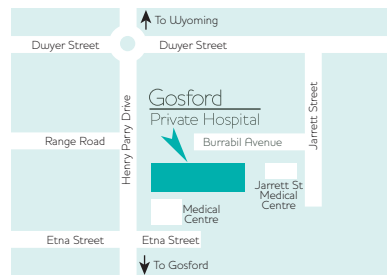 To Wyoming
Dwyer Street
Dwyer Street
Henry Parry Drive
Jarrett Street
Gosford
Private Hospital
Range Road
Burrabil Avenue
Jarrett St
Medical
Centre
Medical
Centre
Etna Street
Etna Street
To Gosford